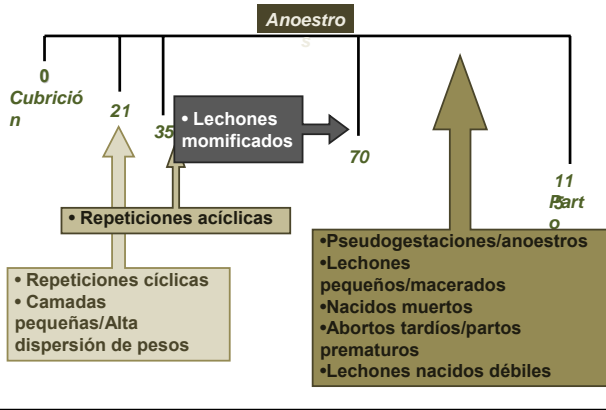 Anoestro
s
0
Cubrició
n
21
35
• Lechones
momificados
70
11
5
Part
o
• Repeticiones acíclicas
• Repeticiones cíclicas
• Camadas
pequeñas/Alta
dispersión de pesos
•Pseudogestaciones/anoestros
•Lechones
pequeños/macerados
•Nacidos muertos
•Abortos tardíos/partos
prematuros
•Lechones nacidos débiles